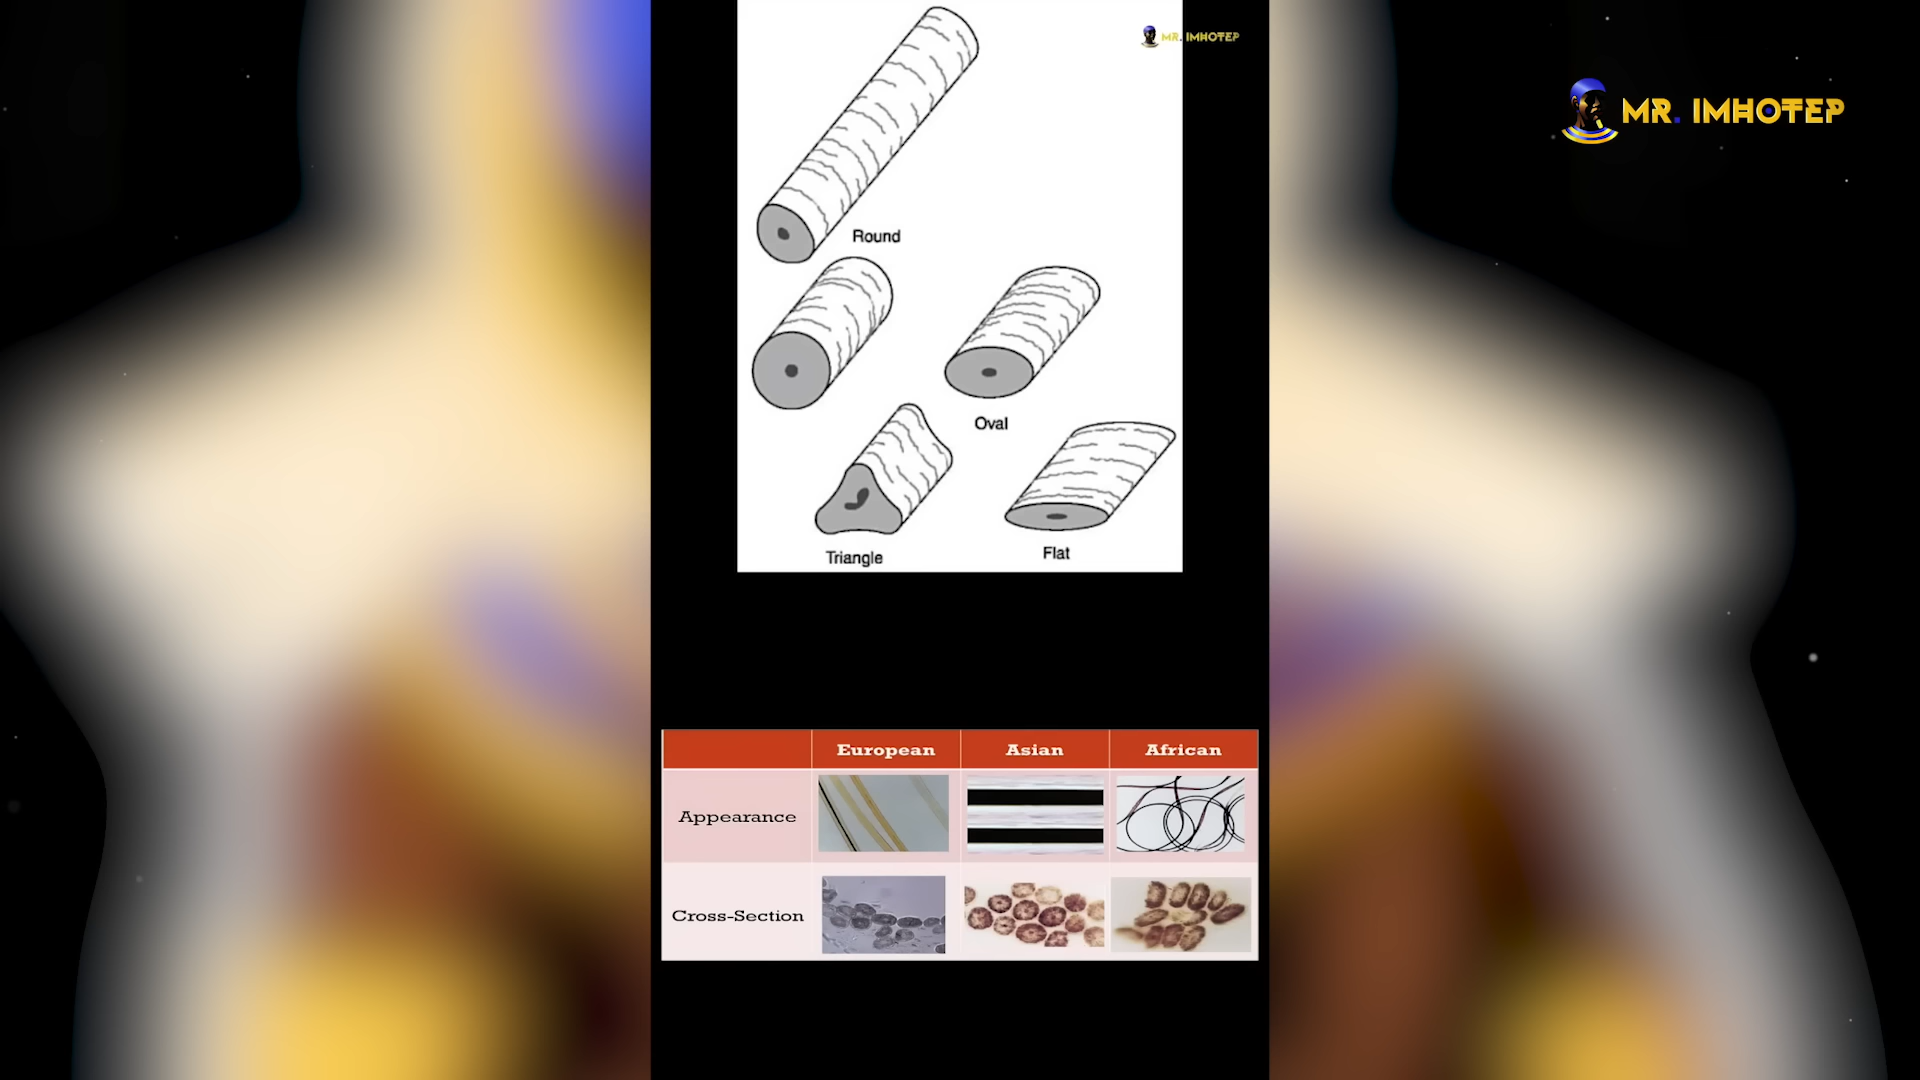 MR. IMHOTEP
MR. IMHOTEP
Round
Oval
Triangle
Flat
European Asian African
Appearance
Cross-Section